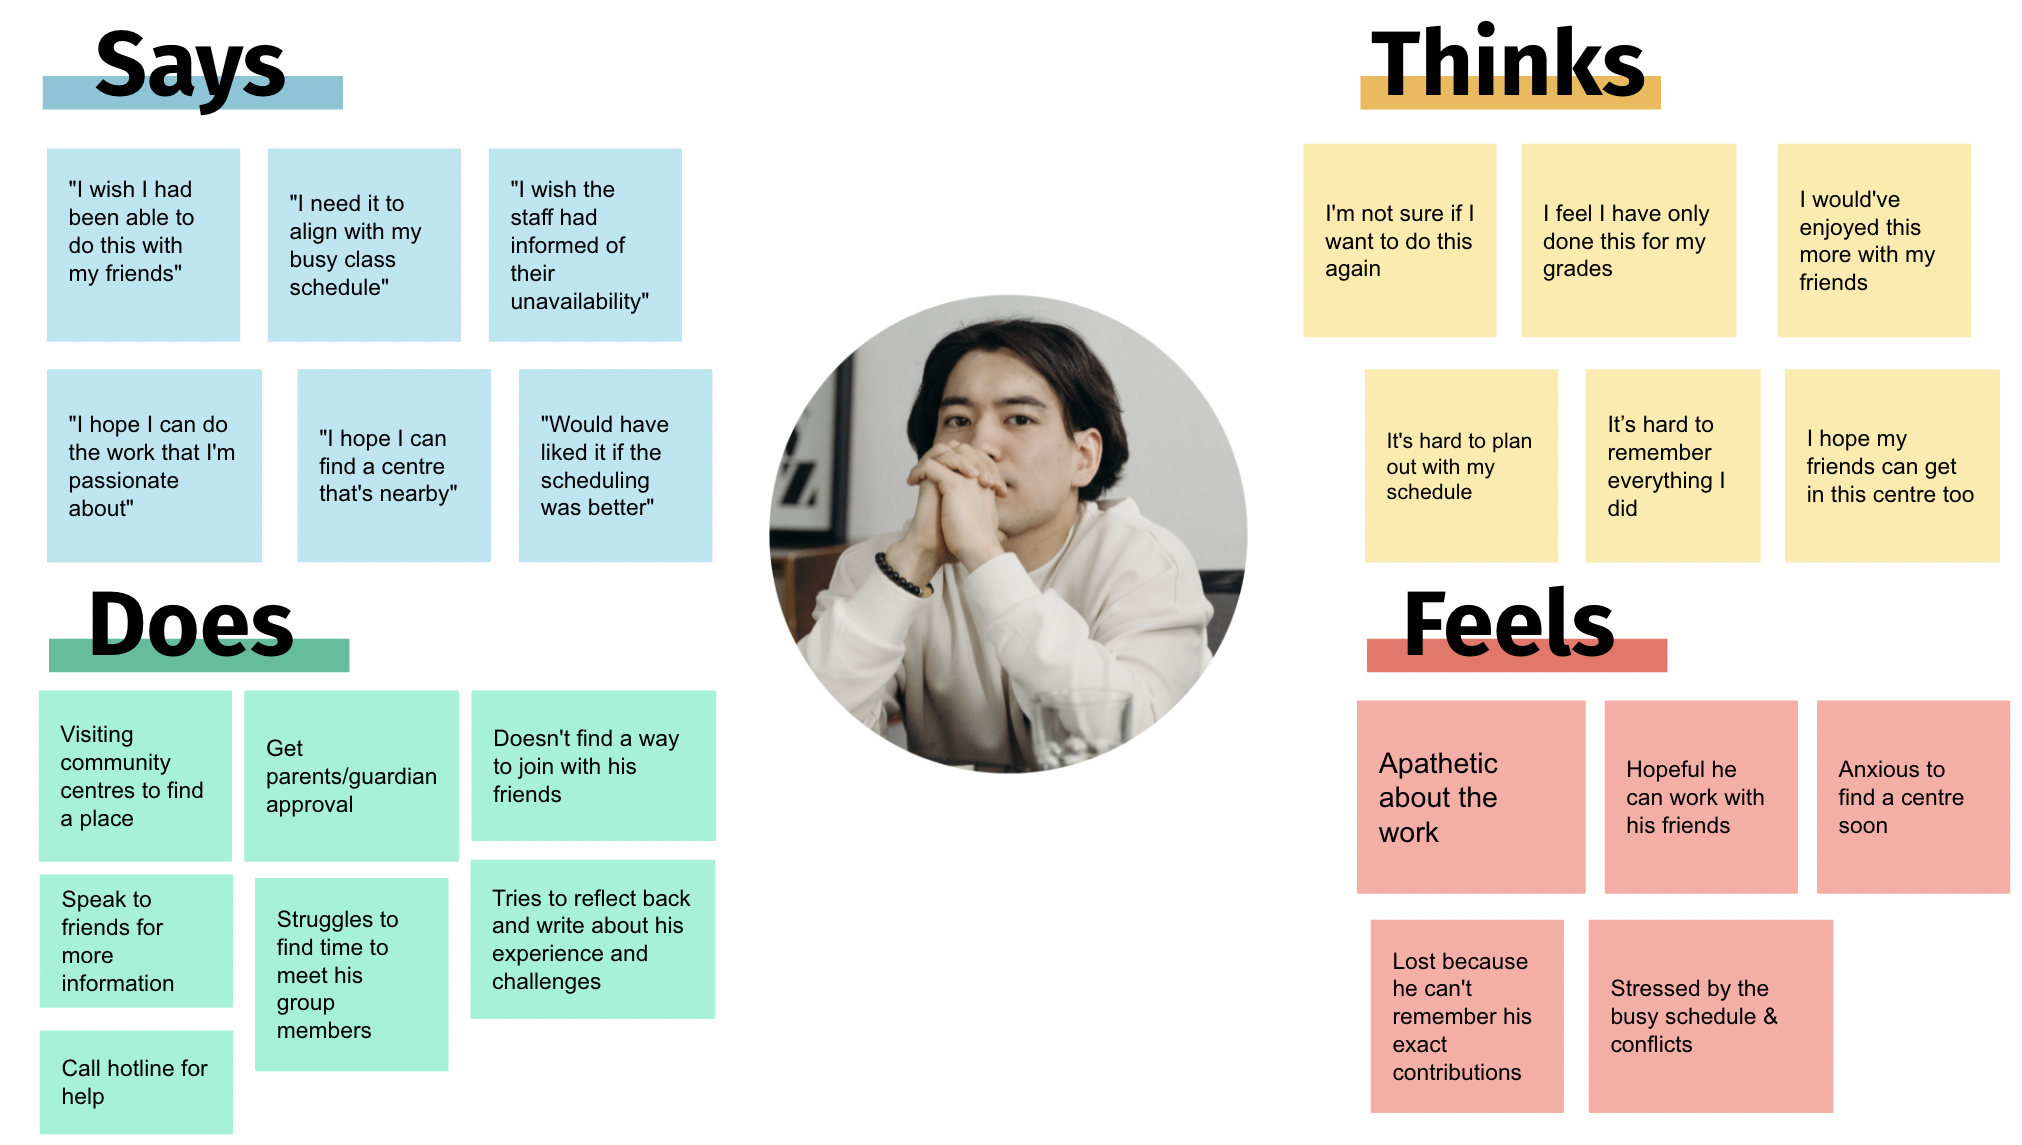 Says
"I wish I had
been able to
do this with
my friends"
"I need it to
align with my
busy class
schedule"
"I wish the
staff had
informed of
their
unavailability"
"I hope I can do
the work that I'm
passionate
about"
"I hope I can
find a centre
that's nearby"
"Would have
liked it if the
scheduling
was better"
Thinks
I'm not sure if I
want to do this
again
I feel I have only
done this for my
grades
I would've
enjoyed this
more with my
friends
It's hard to plan
out with my
schedule
It’s hard to
remember
everything I
did
I hope my
friends can get
in this centre too
Does
Visiting
community
centres to find
a place
Get
parents/guardian
approval
Doesn't find a way
to join with his
friends
Speak to
friends for
more
information
Struggles to
find time to
meet his
group
members
Tries to reflect back
and write about his
experience and
challenges
Call hotline for
help
Feels
Apathetic
about the
work
Hopeful he
can work with
his friends
Anxious to
find a centre
soon
Lost because
he can't
remember his
exact
contributions
Stressed by the
busy schedule &
conflicts